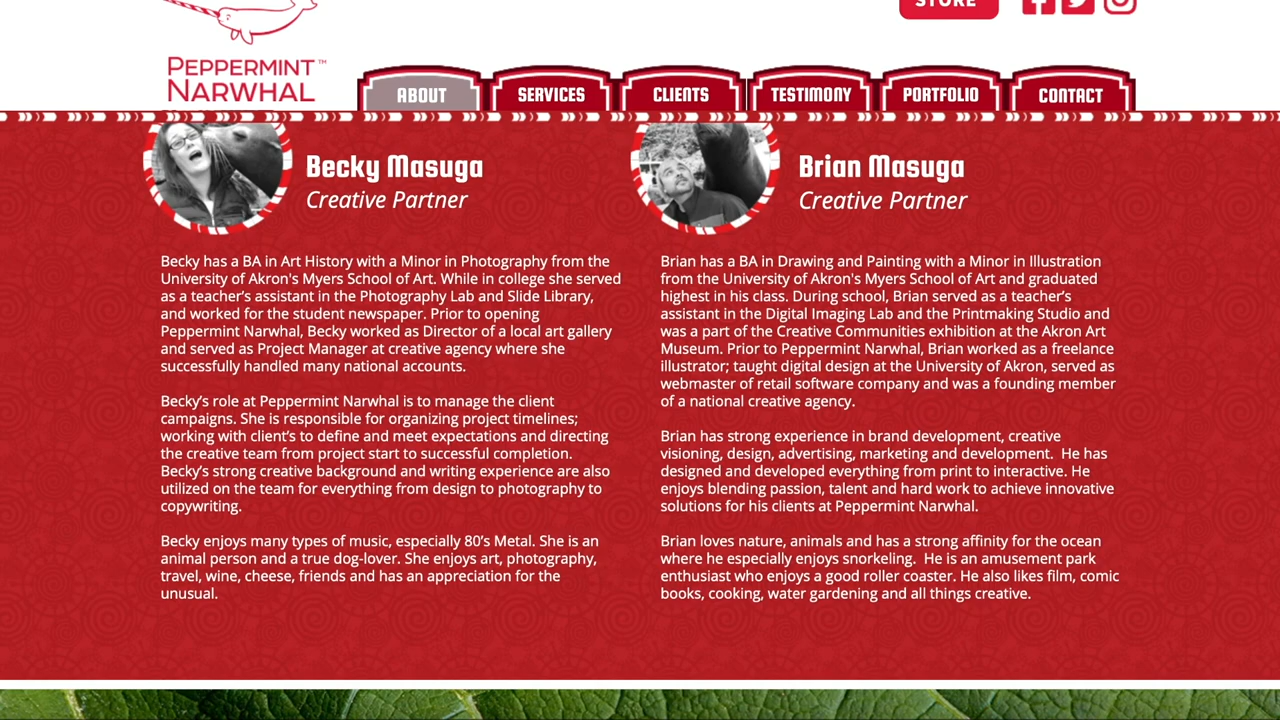 STORE
PEPPERMINT™
NARWHAL
ABOUT
SERVICES
CLIENTS
TESTIMONY
PORTFOLIO
CONTACT
Becky Masuga
Creative Partner
Becky has a BA in Art History with a Minor in Photography from the
University of Akron's Myers School of Art. While in college she served
as a teacher’s assistant in the Photography Lab and Slide Library,
and worked for the student newspaper. Prior to opening
Peppermint Narwhal, Becky worked as Director of a local art gallery
and served as Project Manager at creative agency where she
successfully handled many national accounts.
Becky’s role at Peppermint Narwhal is to manage the client
campaigns. She is responsible for organizing project timelines;
working with client’s to define and meet expectations and directing
the creative team from project start to successful completion.
Becky’s strong creative background and writing experience are also
utilized on the team for everything from design to photography to
copywriting.
Becky enjoys many types of music, especially 80’s Metal. She is an
animal person and a true dog-lover. She enjoys art, photography,
travel, wine, cheese, friends and has an appreciation for the
unusual.
Brian Masuga
Creative Partner
Brian has a BA in Drawing and Painting with a Minor in Illustration
from the University of Akron's Myers School of Art and graduated
highest in his class. During school, Brian served as a teacher’s
assistant in the Digital Imaging Lab and the Printmaking Studio and
was a part of the Creative Communities exhibition at the Akron Art
Museum. Prior to Peppermint Narwhal, Brian worked as a freelance
illustrator; taught digital design at the University of Akron, served as
webmaster of retail software company and was a founding member
of a national creative agency.
Brian has strong experience in brand development, creative
visioning, design, advertising, marketing and development.  He has
designed and developed everything from print to interactive. He
enjoys blending passion, talent and hard work to achieve innovative
solutions for his clients at Peppermint Narwhal.
Brian loves nature, animals and has a strong affinity for the ocean
where he especially enjoys snorkeling.  He is an amusement park
enthusiast who enjoys a good roller coaster. He also likes film, comic
books, cooking, water gardening and all things creative.